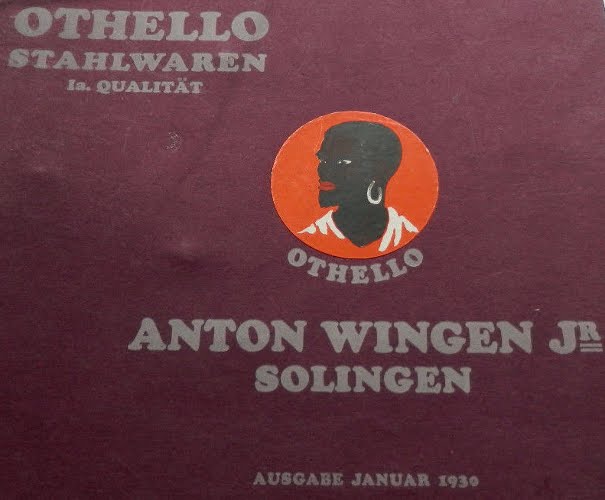 OTHELLO
STAHLWAREN
Ia. QUALITÄT
OTHELLO
ANTON WINGEN JR
SOLINGEN
AUSGABE JANUAR 1930